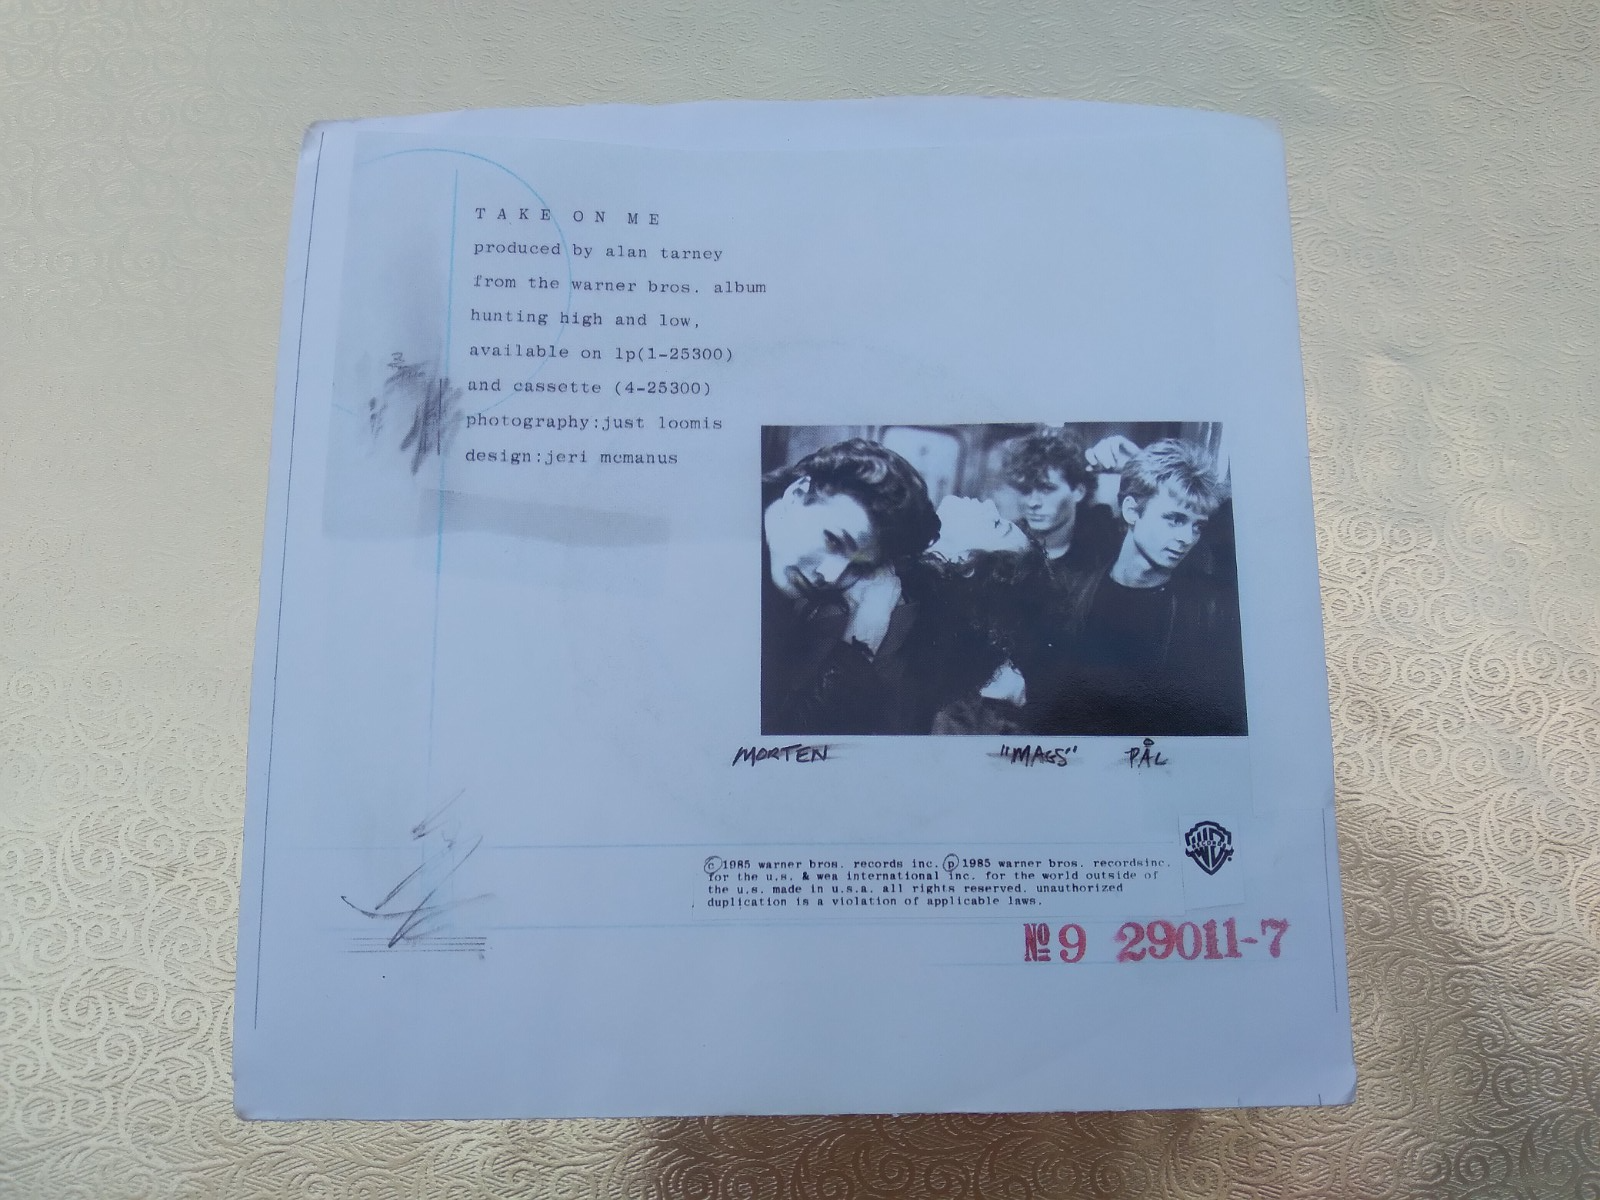 TAKE ON ME
produced by alan tarney
from the warner bros. album
hunting high and low,
available on lp(1-25300)
and cassette (4-25300)
photography:just loomis
design:jeri mcmanus
MORTEN "MAGS" PÅL
©1985 warner bros. records inc. ℗1985 warner bros. recordsinc.
for the u.s. & wea international inc. for the world outside of
the u.s. made in u.s.a. all rights reserved. unauthorized
duplication is a violation of applicable laws.
№ 9 29011-7